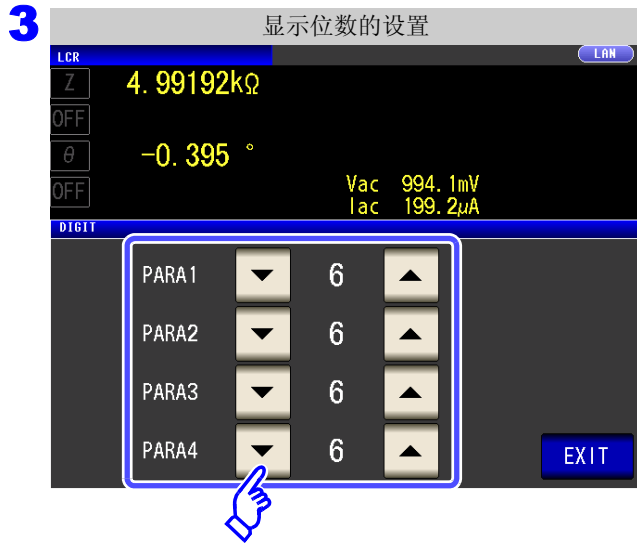 3
显示位数的设置
LCR LAN
Z 4.99192kΩ
OFF
θ -0.395 °
OFF Vac 994.1mV
Iac 199.2μA
DIGIT
PARA1 6
PARA2 6
PARA3 6
PARA4 6
EXIT